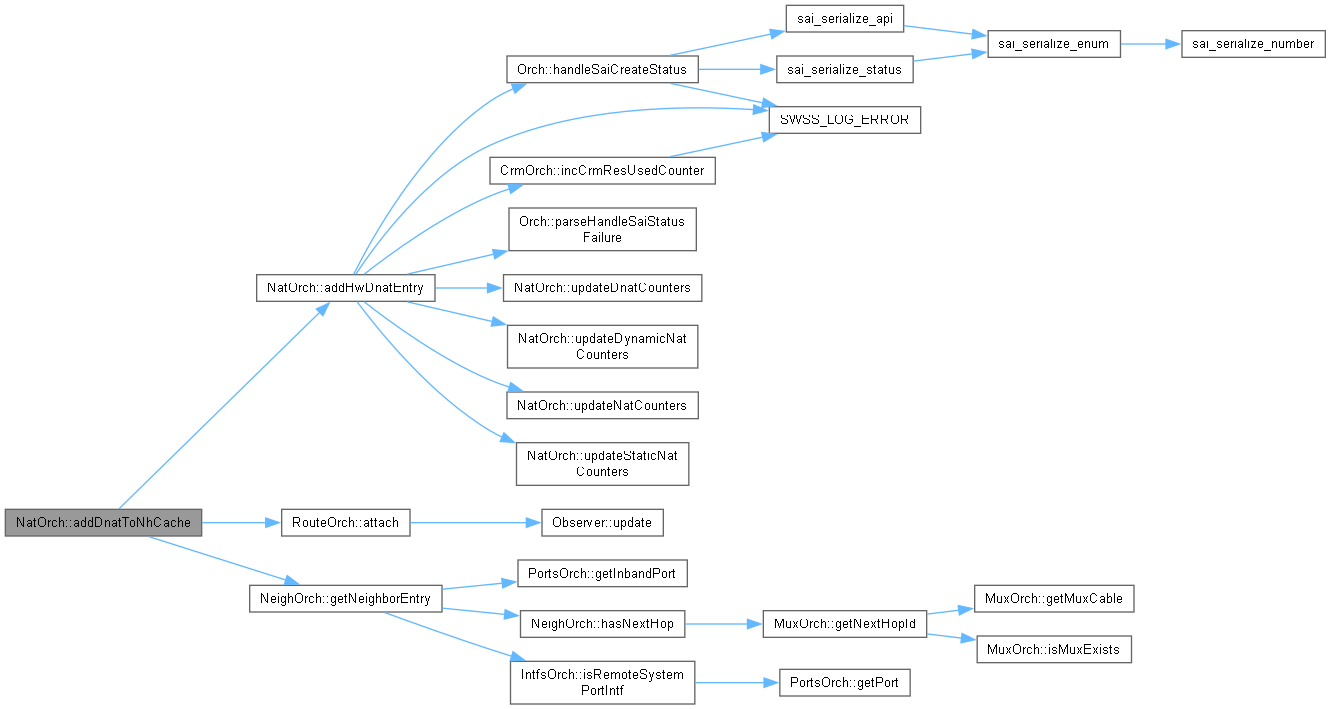 sai_serialize_api
sai_serialize_enum
sai_serialize_number
Orch::handleSaiCreateStatus
sai_serialize_status
SWSS_LOG_ERROR
CrmOrch::incCrmResUsedCounter
Orch::parseHandleSaiStatus
Failure
NatOrch::addHwDnatEntry
NatOrch::updateDnatCounters
NatOrch::updateDynamicNat
Counters
NatOrch::updateNatCounters
NatOrch::updateStaticNat
Counters
NatOrch::addDnatToNhCache
RouteOrch::attach
Observer::update
PortsOrch::getInbandPort
NeighOrch::getNeighborEntry
NeighOrch::hasNextHop
MuxOrch::getNextHopId
MuxOrch::getMuxCable
MuxOrch::isMuxExists
IntfsOrch::isRemoteSystem
PortIntf
PortsOrch::getPort